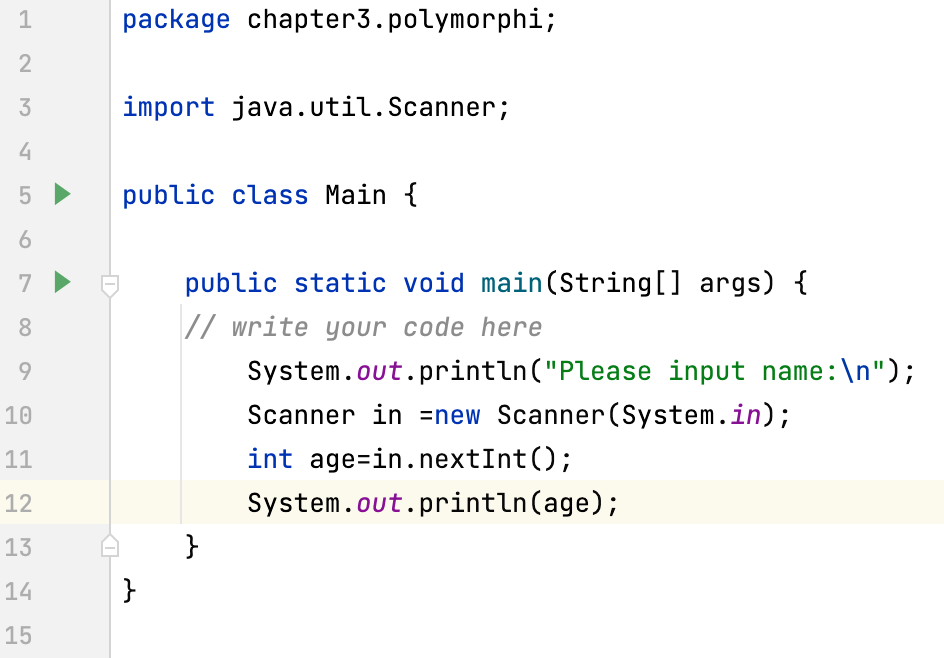 1 package chapter3.polymorphi;
2
3 import java.util.Scanner;
4
5 public class Main {
6
7 public static void main(String[] args) {
8 // write your code here
9 System.out.println("Please input name:\n");
10 Scanner in =new Scanner(System.in);
11 int age=in.nextInt();
12 System.out.println(age);
13 }
14 }
15